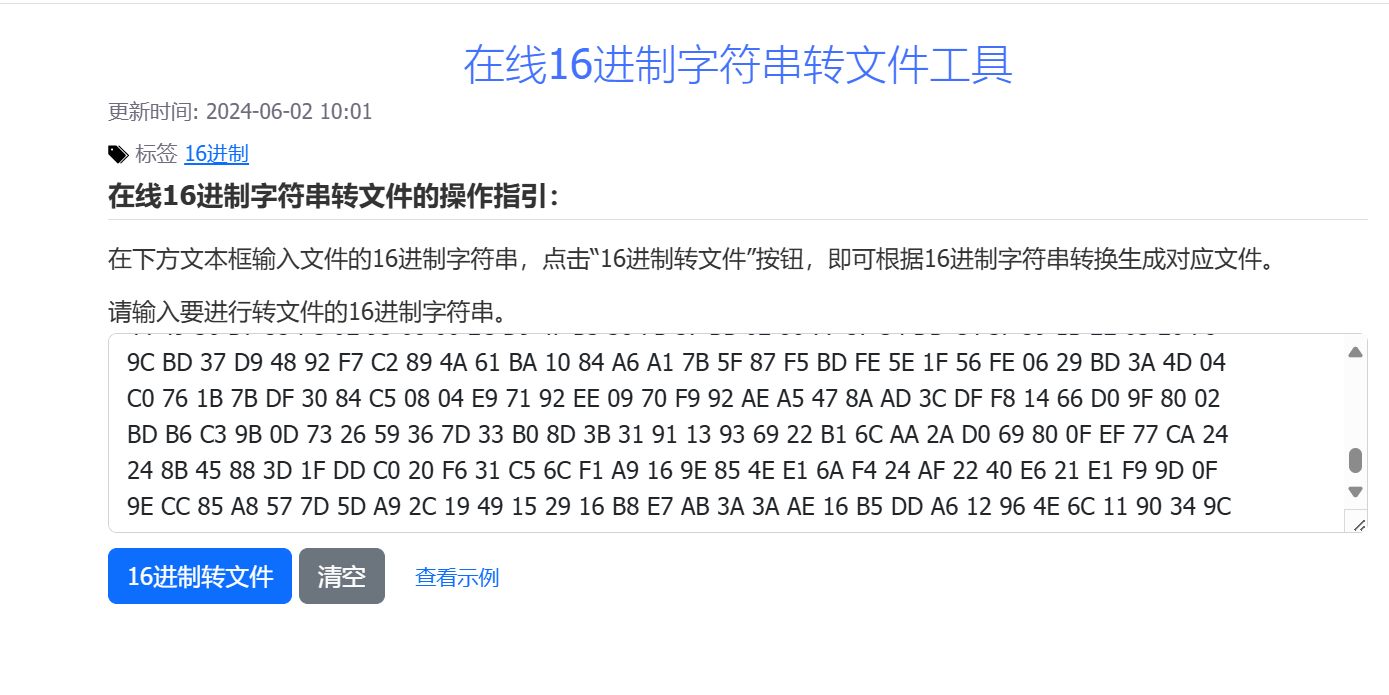 在线16进制字符串转文件工具
更新时间: 2024-06-02 10:01
标签 16进制
在线16进制字符串转文件的操作指引：
在下方文本框输入文件的16进制字符串，点击“16进制转文件”按钮，即可根据16进制字符串转换生成对应文件。
请输入要进行转文件的16进制字符串。
9C BD 37 D9 48 92 F7 C2 89 4A 61 BA 10 84 A6 A1 7B 5F 87 F5 BD FE 5E 1F 56 FE 06 29 BD 3A 4D 04
C0 76 1B 7B DF 30 84 C5 08 04 E9 71 92 EE 09 70 F9 92 AE A5 47 8A AD 3C DF F8 14 66 D0 9F 80 02
BD B6 C3 9B 0D 73 26 59 36 7D 33 B0 8D 3B 31 91 13 93 69 22 B1 6C AA 2A D0 69 80 0F EF 77 CA 24
24 8B 45 88 3D 1F DD C0 20 F6 31 C5 6C F1 A9 16 9E 85 4E E1 6A F4 24 AF 22 40 E6 21 E1 F9 9D 0F
9E CC 85 A8 57 7D 5D A9 2C 19 49 15 29 16 B8 E7 AB 3A 3A AE 16 B5 DD A6 12 96 4E 6C 11 90 34 9C
16进制转文件 清空 查看示例